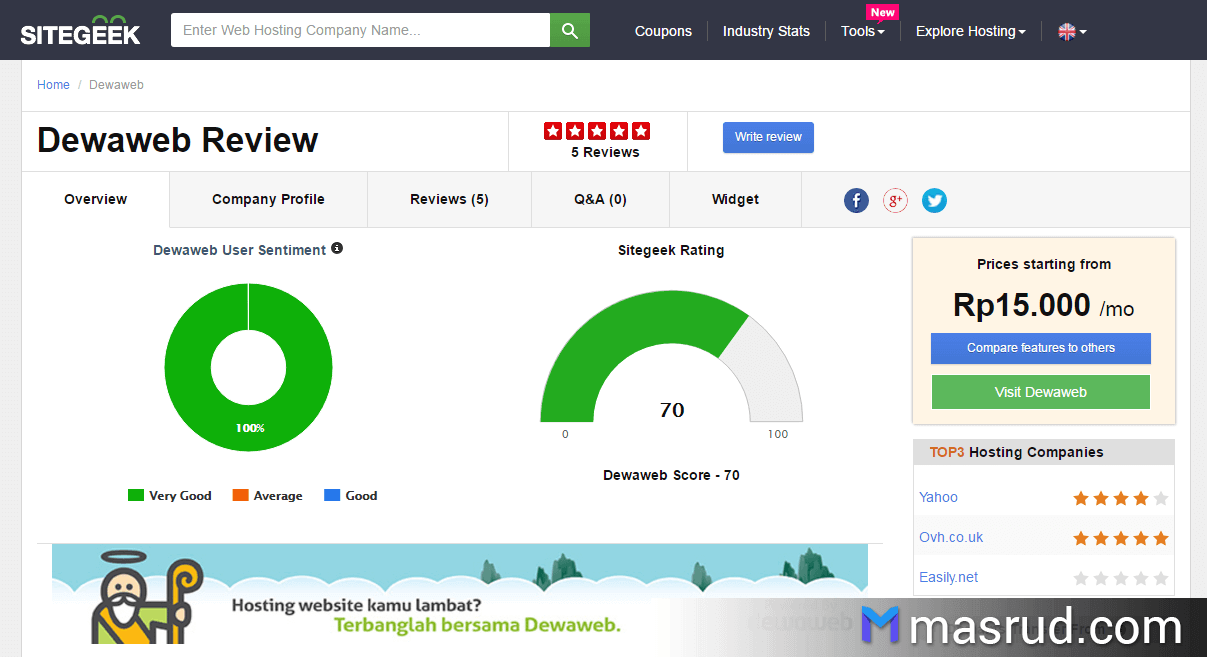 SITEGEEK
Enter Web Hosting Company Name...
Coupons
Industry Stats
Tools
New
Explore Hosting
Home / Dewaweb
Dewaweb Review
5 Reviews
Write review
Overview
Company Profile
Reviews (5)
Q&A (0)
Widget
f
g+
Dewaweb User Sentiment
100%
Very Good
Average
Good
Sitegeek Rating
70
0
100
Dewaweb Score - 70
Prices starting from
Rp15.000 /mo
Compare features to others
Visit Dewaweb
TOP3 Hosting Companies
Yahoo
Ovh.co.uk
Easily.net
Hosting website kamu lambat?
Terbanglah bersama Dewaweb.
dewaweb
masrud.com